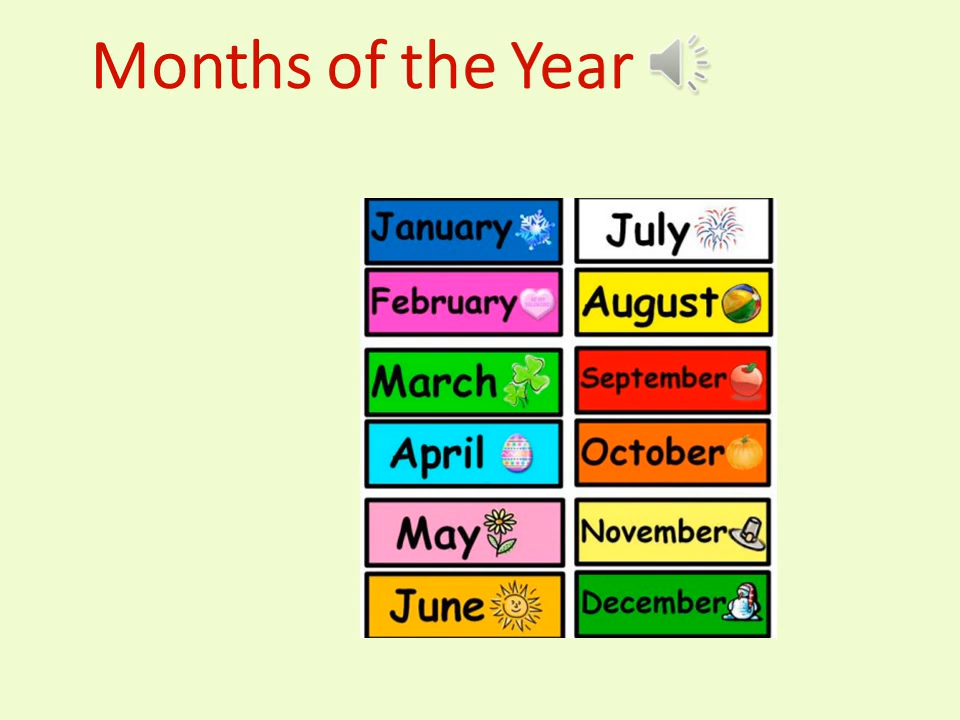 Months of the Year
January
February
March
April
May
June
July
August
September
October
November
December